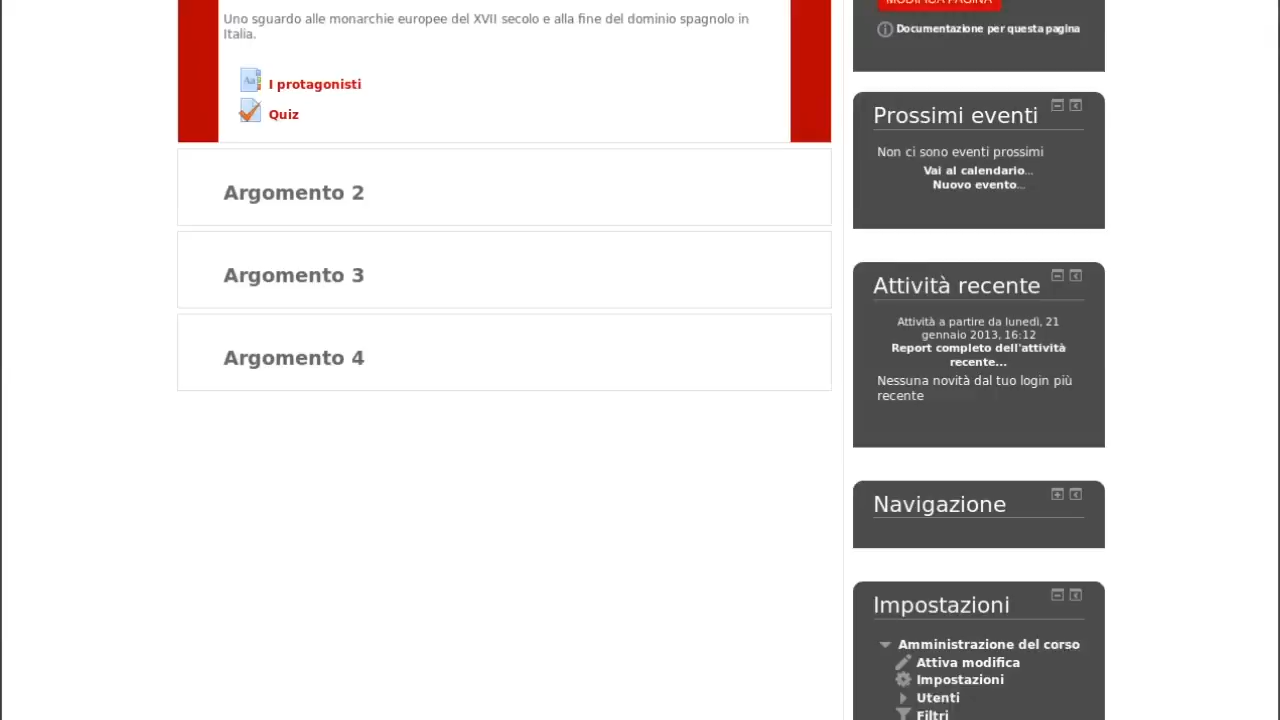 Uno sguardo alle monarchie europee del XVII secolo e alla fine del dominio spagnolo in
Italia.
I protagonisti
Quiz
Argomento 2
Argomento 3
Argomento 4
MODIFICA PAGINA
Documentazione per questa pagina
Prossimi eventi
Non ci sono eventi prossimi
Vai al calendario...
Nuovo evento...
Attività recente
Attività a partire da lunedì, 21
gennaio 2013, 16:12
Report completo dell'attività
recente...
Nessuna novità dal tuo login più
recente
Navigazione
Impostazioni
Amministrazione del corso
Attiva modifica
Impostazioni
Utenti
Filtri